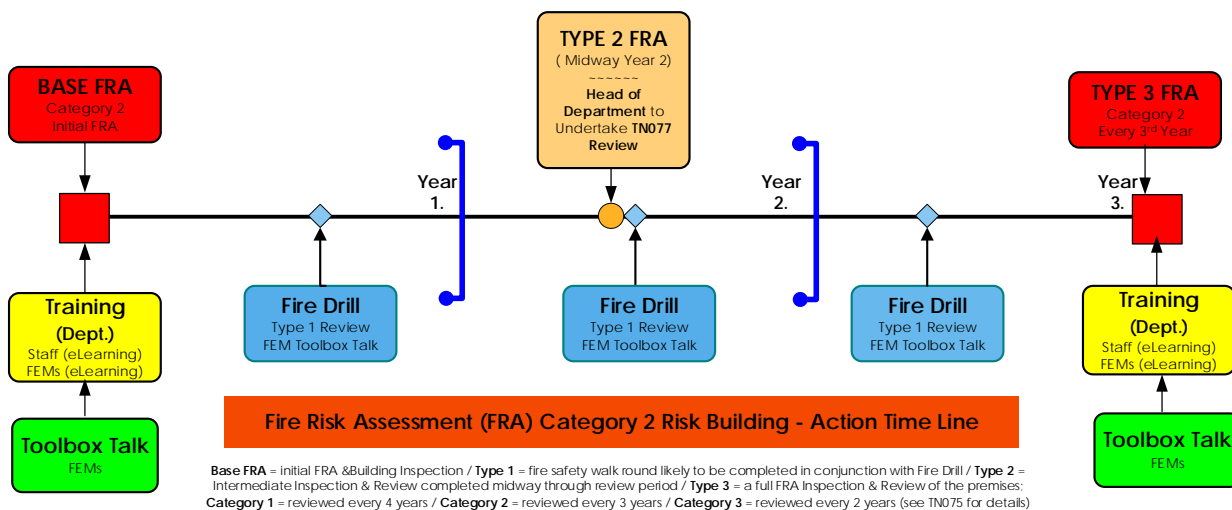 TYPE 2 FRA
( Midway Year 2)
~~~~~~
Head of
Department to
Undertake TN077
Review
BASE FRA
Category 2
Initial FRA
TYPE 3 FRA
Category 2
Every 3rd Year
Year
1.
Year
2.
Year
3.
Training
(Dept.)
Staff (eLearning)
FEMs (eLearning)
Fire Drill
Type 1 Review
FEM Toolbox Talk
Fire Drill
Type 1 Review
FEM Toolbox Talk
Fire Drill
Type 1 Review
FEM Toolbox Talk
Training
(Dept.)
Staff (eLearning)
FEMs (eLearning)
Toolbox Talk
FEMs
Fire Risk Assessment (FRA) Category 2 Risk Building - Action Time Line
Toolbox Talk
FEMs
Base FRA = initial FRA &Building Inspection / Type 1 = fire safety walk round likely to be completed in conjunction with Fire Drill / Type 2 =
Intermediate Inspection & Review completed midway through review period / Type 3 = a full FRA Inspection & Review of the premises;
Category 1 = reviewed every 4 years / Category 2 = reviewed every 3 years / Category 3 = reviewed every 2 years (see TN075 for details)